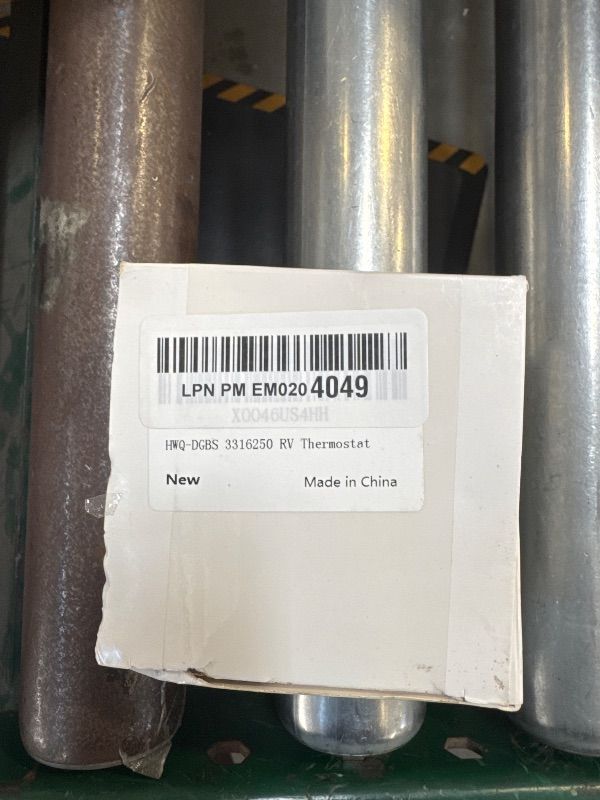 LPN PM EM020 4049
X0046US4HH
HWQ-DGBS 3316250 RV Thermostat
New
Made in China